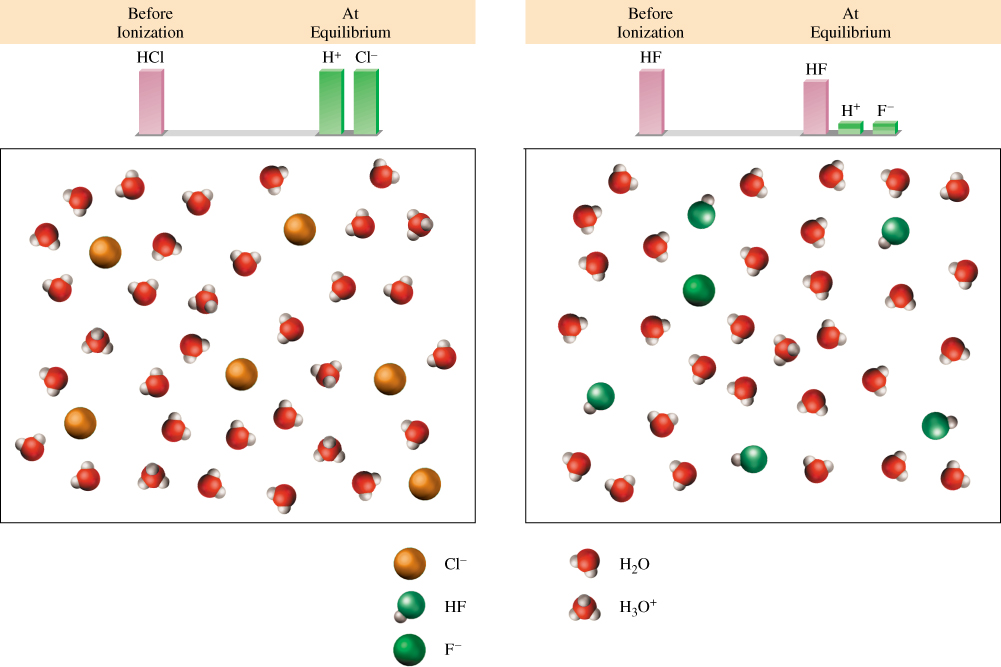 Before
Ionization
At
Equilibrium
HCl
H⁺
Cl⁻
Before
Ionization
At
Equilibrium
HF
HF
H⁺
F⁻
Cl⁻
HF
F⁻
H₂O
H₃O⁺